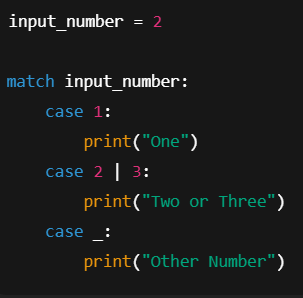 input_number = 2
match input_number:
    case 1:
        print("One")
    case 2 | 3:
        print("Two or Three")
    case _:
        print("Other Number")